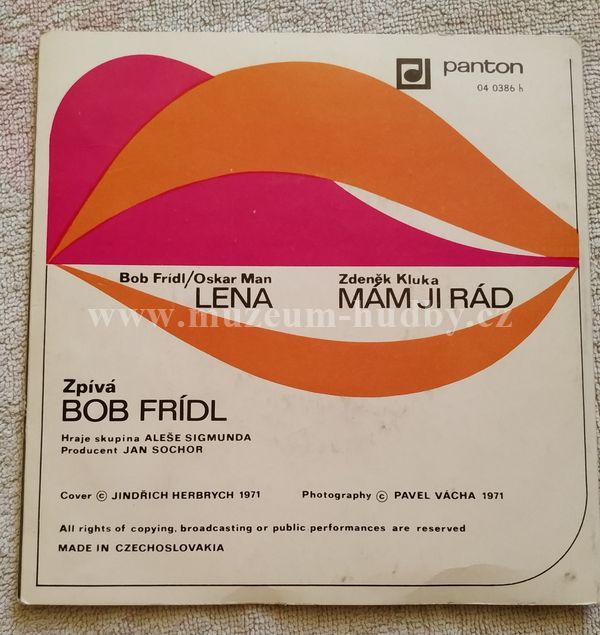 panton
04 0386 h
Bob Frídl/Oskar Man
LENA
Zdeněk Kluka
MÁM JI RÁD
www.muzeum-hudby.cz
Zpívá
BOB FRÍDL
Hraje skupina ALEŠE SIGMUNDA
Producent JAN SOCHOR
Cover © JINDŘICH HERBRYCH 1971
Photography © PAVEL VÁCHA 1971
All rights of copying, broadcasting or public performances are reserved
MADE IN CZECHOSLOVAKIA